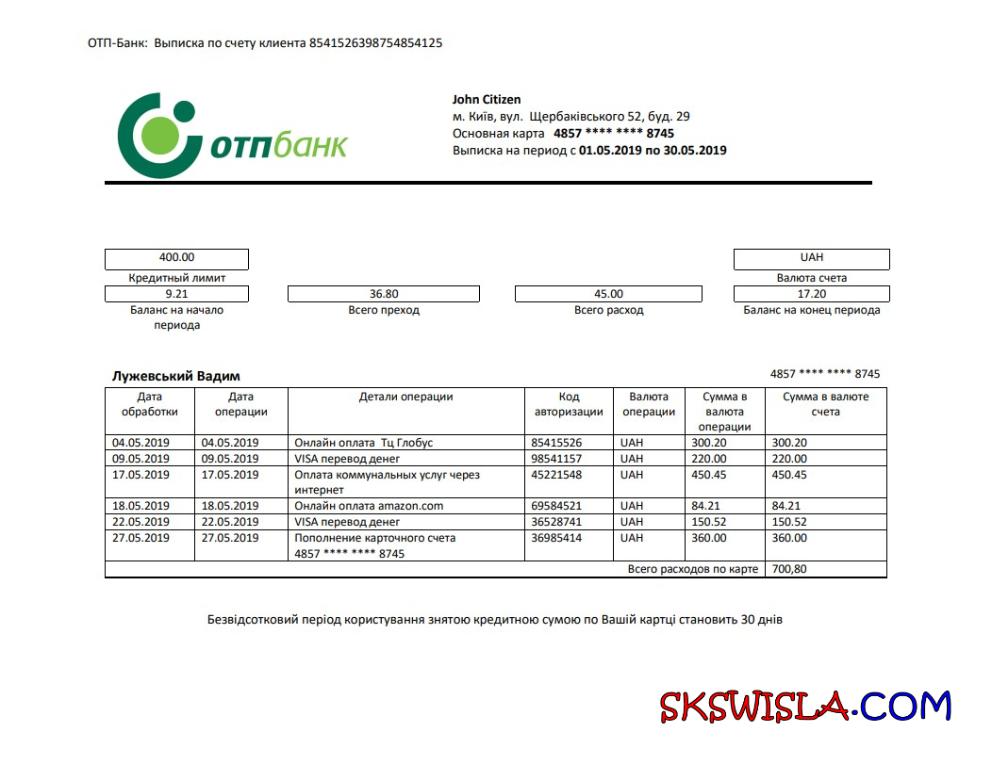 ОТП-Банк: Выписка по счету клиента 8541526398754854125
отпбанк
John Citizen
м. Київ, вул. Щербаківського 52, буд. 29
Основная карта 4857 **** **** 8745
Выписка на период с 01.05.2019 по 30.05.2019
400.00 UAH
Кредитный лимит Валюта счета
9.21 36.80 45.00 17.20
Баланс на начало Всего преход Всего расход Баланс на конец периода
периода
Лужевський Вадим 4857 **** **** 8745
Дата Дата Детали операции Код Валюта Сумма в Сумма в валюте
обработки операции авторизации операции валюта счета
операции
04.05.2019 04.05.2019 Онлайн оплата Тц Глобус 85415526 UAH 300.20 300.20
09.05.2019 09.05.2019 VISA перевод денег 98541157 UAH 220.00 220.00
17.05.2019 17.05.2019 Оплата коммунальных услуг через 45221548 UAH 450.45 450.45
интернет
18.05.2019 18.05.2019 Онлайн оплата amazon.com 69584521 UAH 84.21 84.21
22.05.2019 22.05.2019 VISA перевод денег 36528741 UAH 150.52 150.52
27.05.2019 27.05.2019 Пополнение карточного счета 36985414 UAH 360.00 360.00
4857 **** **** 8745
Всего расходов по карте 700,80
Безвідсотковий період користування знятою кредитною сумою по Вашій картці становить 30 днів
SKSWISLA.COM